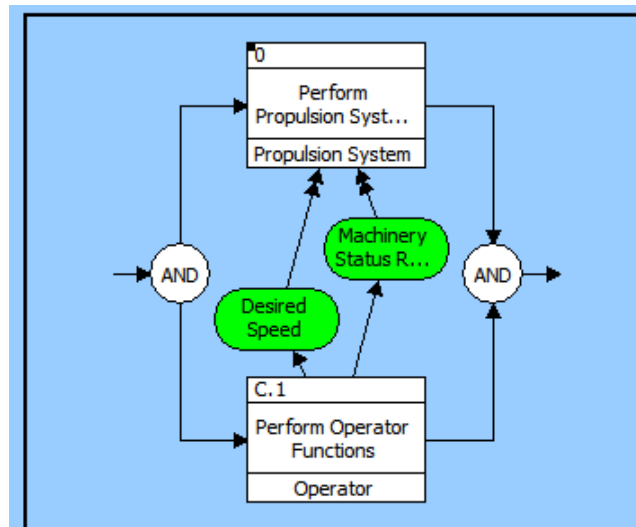 0
Perform
Propulsion Syst...
Propulsion System
Machinery
Status R...
AND
AND
Desired
Speed
C.1
Perform Operator
Functions
Operator